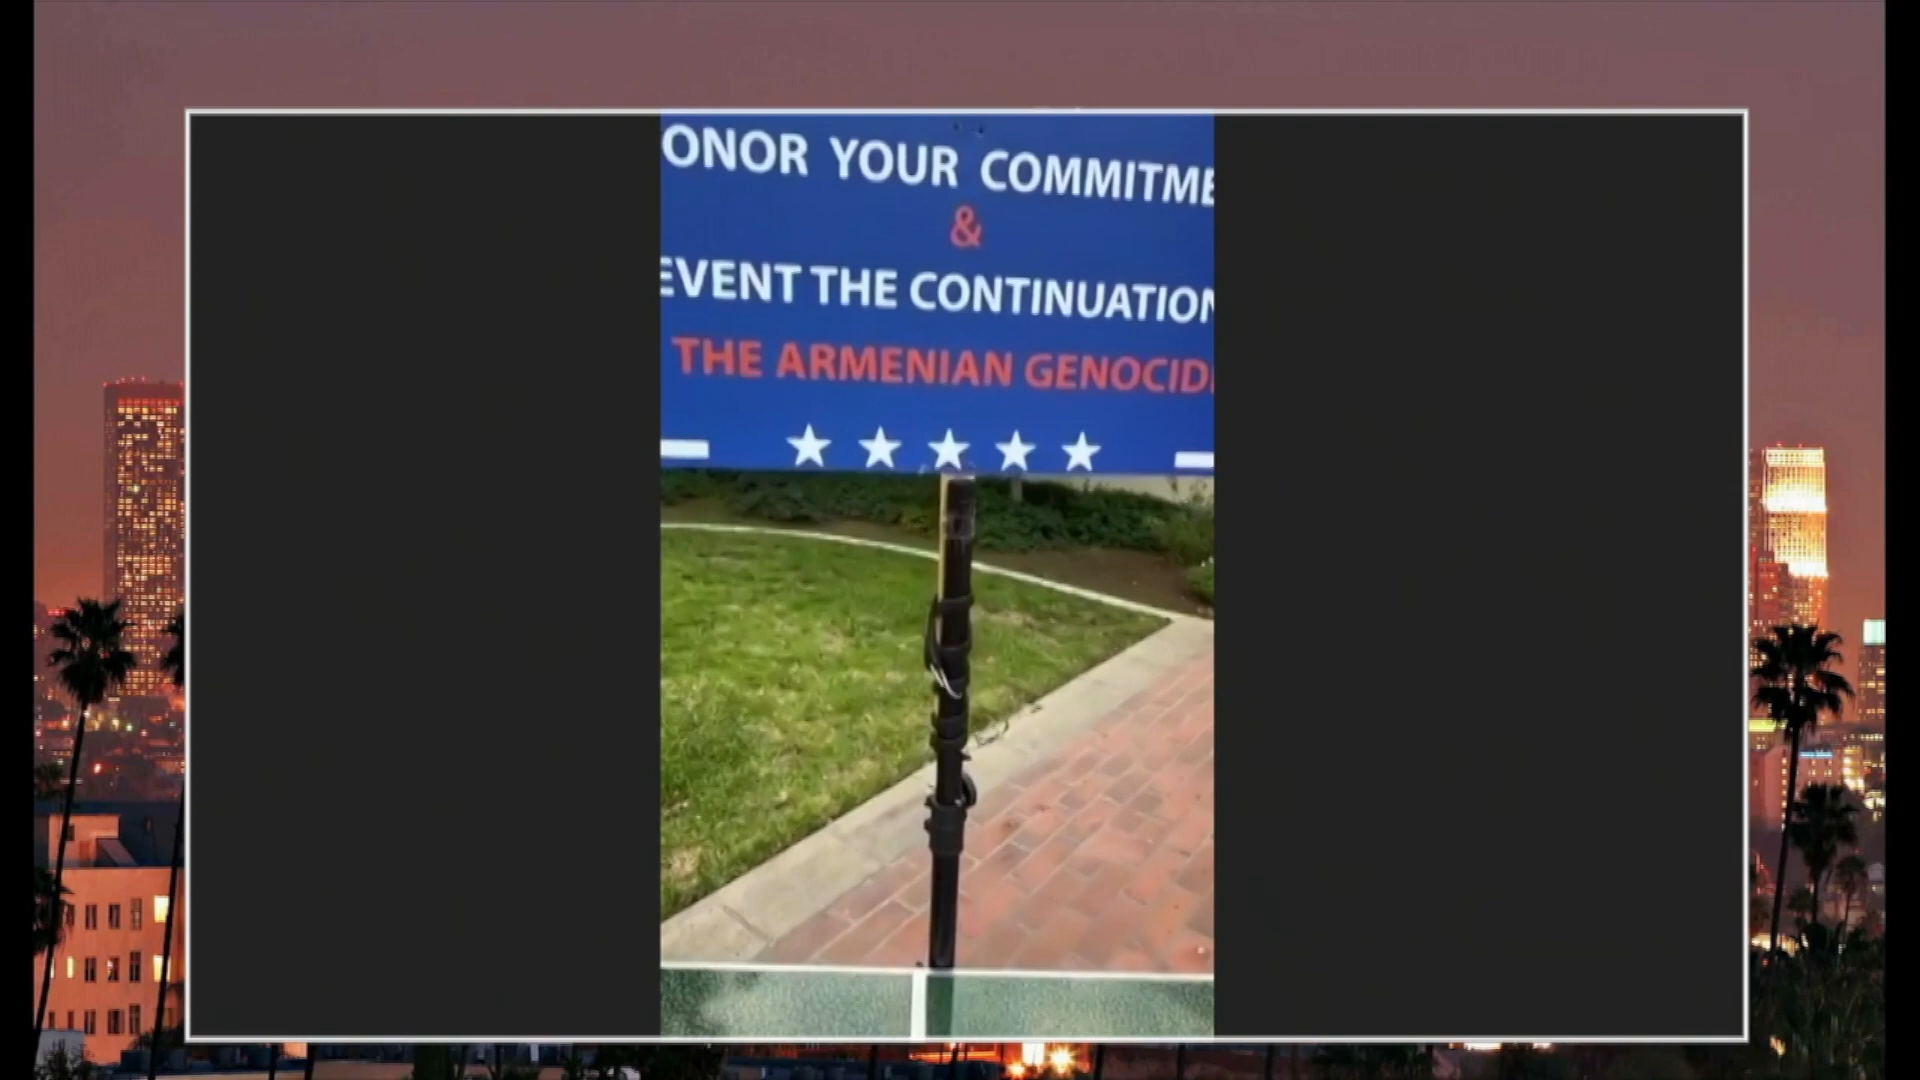 ONOR YOUR COMMITME
&
EVENT THE CONTINUATION
THE ARMENIAN GENOCID